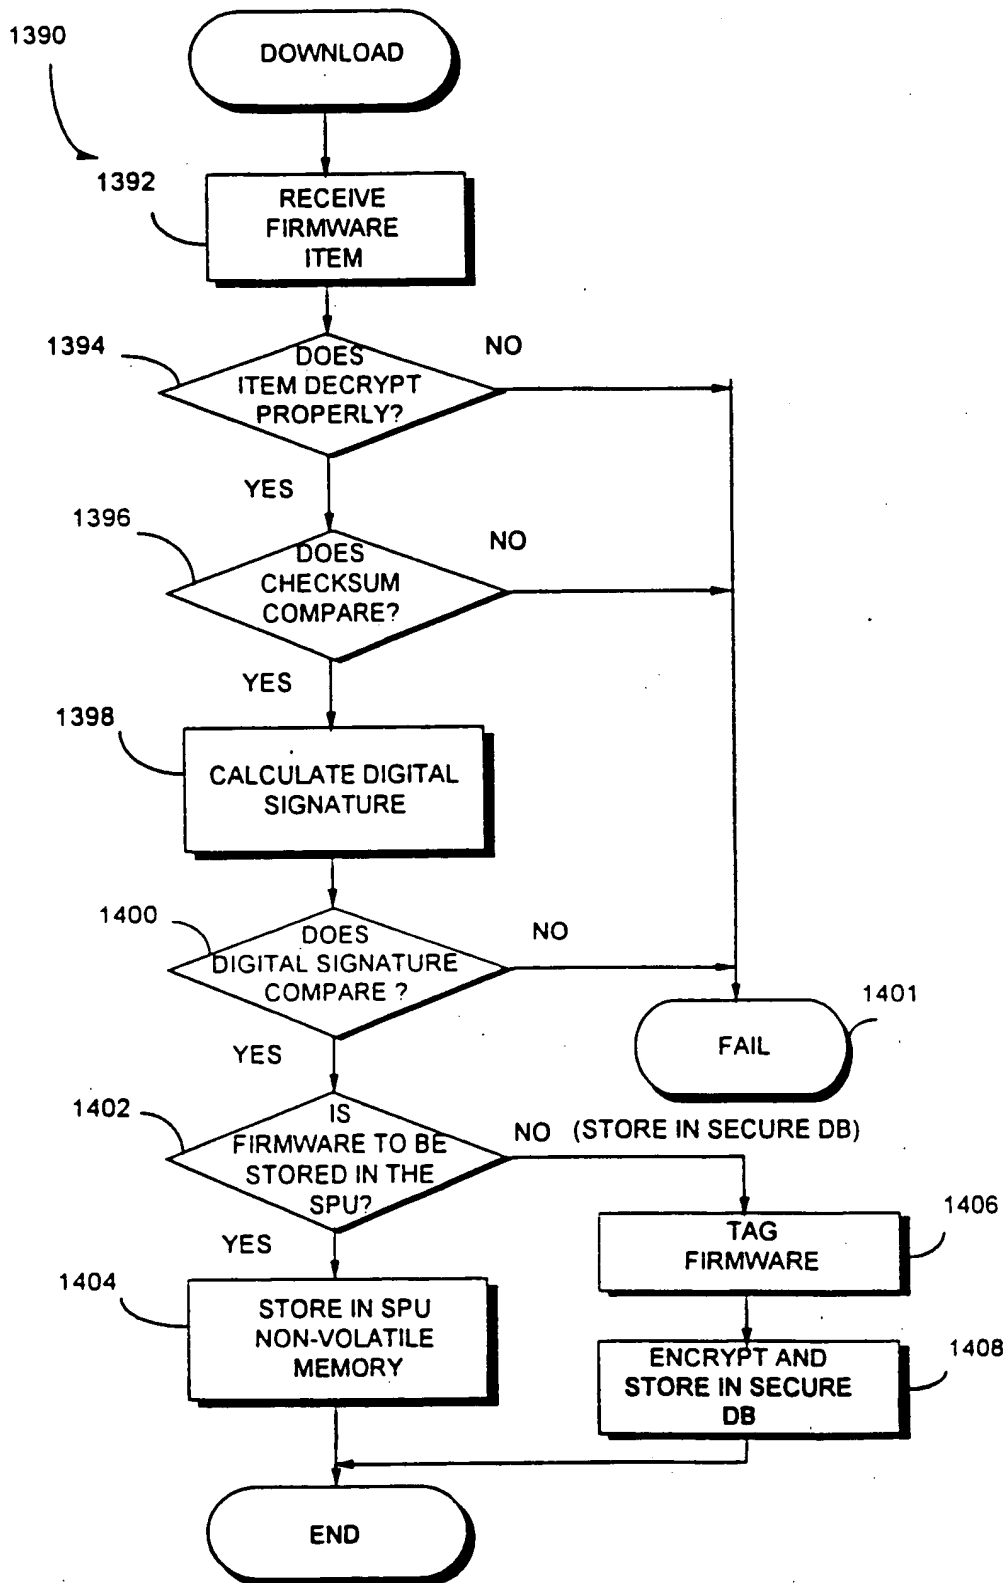 1390
DOWNLOAD
1392
RECEIVE
FIRMWARE
ITEM
1394
DOES
ITEM DECRYPT
PROPERLY?
NO
YES
1396
DOES
CHECKSUM
COMPARE?
NO
YES
1398
CALCULATE DIGITAL
SIGNATURE
1400
DOES
DIGITAL SIGNATURE
COMPARE ?
NO
1401
FAIL
YES
1402
IS
FIRMWARE TO BE
STORED IN THE
SPU?
NO (STORE IN SECURE DB)
1406
TAG
FIRMWARE
YES
1404
STORE IN SPU
NON-VOLATILE
MEMORY
1408
ENCRYPT AND
STORE IN SECURE
DB
END